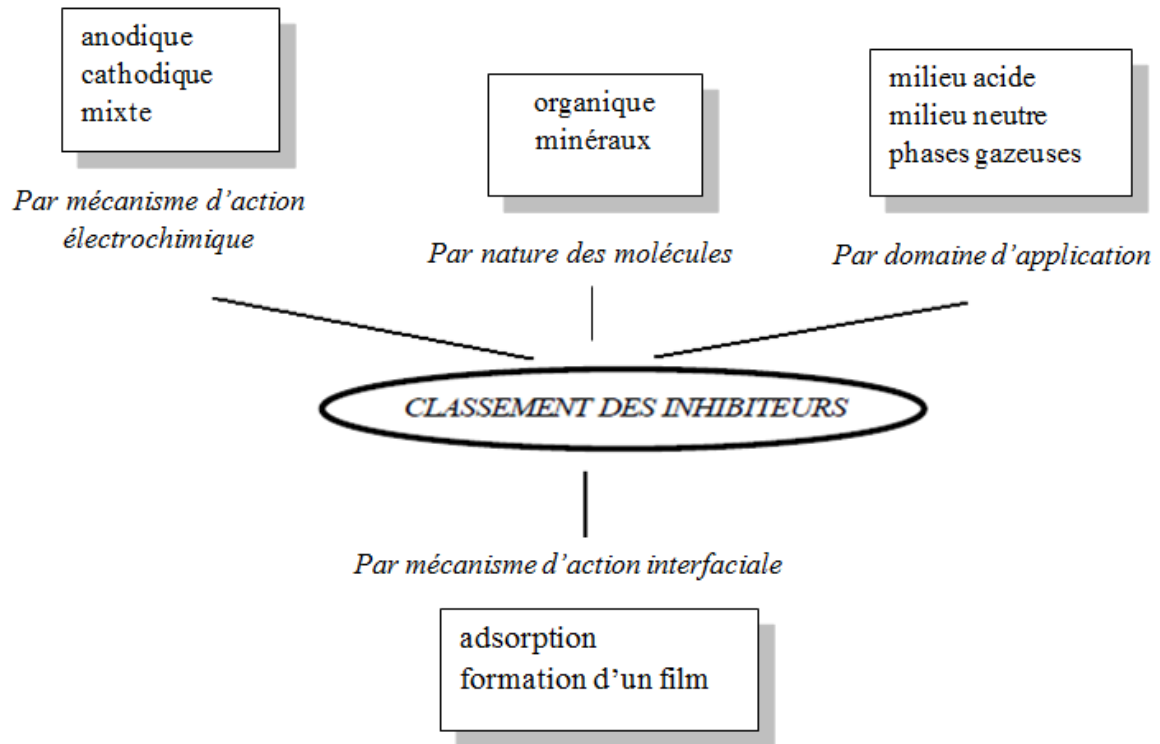 anodique
cathodique
mixte
Par mécanisme d'action
électrochimique
organique
minéraux
Par nature des molécules
milieu acide
milieu neutre
phases gazeuses
Par domaine d'application
CLASSEMENT DES INHIBITEURS
Par mécanisme d'action interfaciale
adsorption
formation d'un film